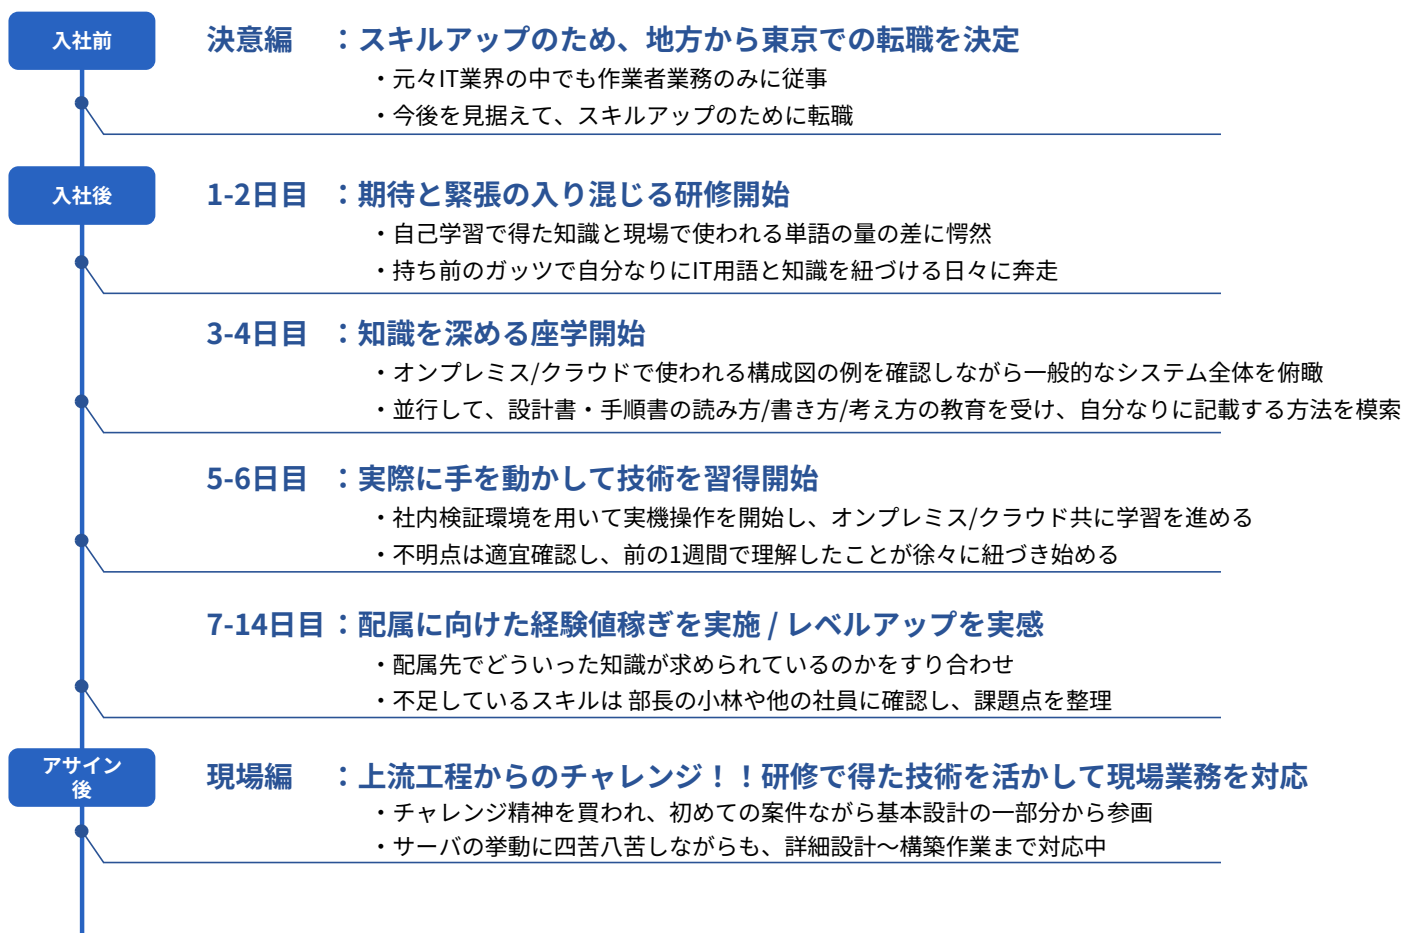 入社前
決意編 ：スキルアップのため、地方から東京での転職を決定
・元々IT業界の中でも作業者業務のみに従事
・今後を見据えて、スキルアップのために転職
入社後
1-2日目 ：期待と緊張の入り混じる研修開始
・自己学習で得た知識と現場で使われる単語の量の差に愕然
・持ち前のガッツで自分なりにIT用語と知識を紐づける日々に奔走
3-4日目 ：知識を深める座学開始
・オンプレミス/クラウドで使われる構成図の例を確認しながら一般的なシステム全体を俯瞰
・並行して、設計書・手順書の読み方/書き方/考え方の教育を受け、自分なりに記載する方法を模索
5-6日目 ：実際に手を動かして技術を習得開始
・社内検証環境を用いて実機操作を開始し、オンプレミス/クラウド共に学習を進める
・不明点は適宜確認し、前の1週間で理解したことが徐々に紐づき始める
7-14日目 ：配属に向けた経験値稼ぎを実施 / レベルアップを実感
・配属先でどういった知識が求められているのかをすり合わせ
・不足しているスキルは 部長の小林や他の社員に確認し、課題点を整理
アサイン
後
現場編 ：上流工程からのチャレンジ！！研修で得た技術を活かして現場業務を対応
・チャレンジ精神を買われ、初めての案件ながら基本設計の一部分から参画
・サーバの挙動に四苦八苦しながらも、詳細設計～構築作業まで対応中